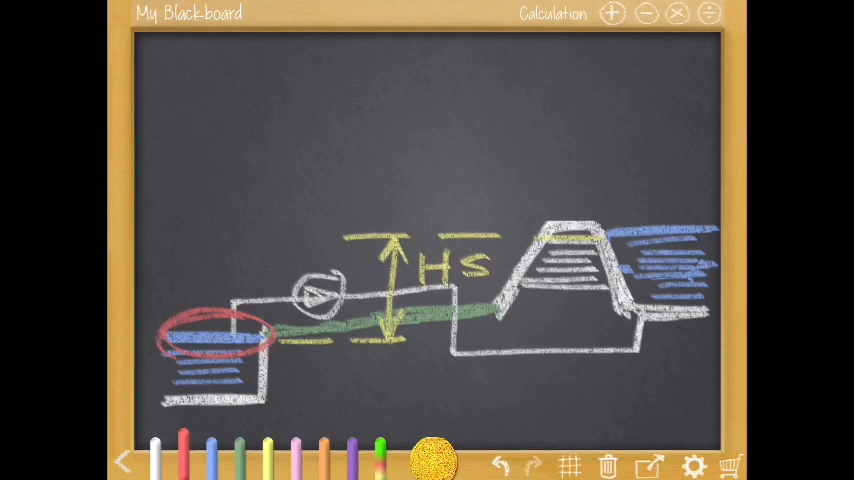 My Blackboard
Calculation + − × ÷
HS